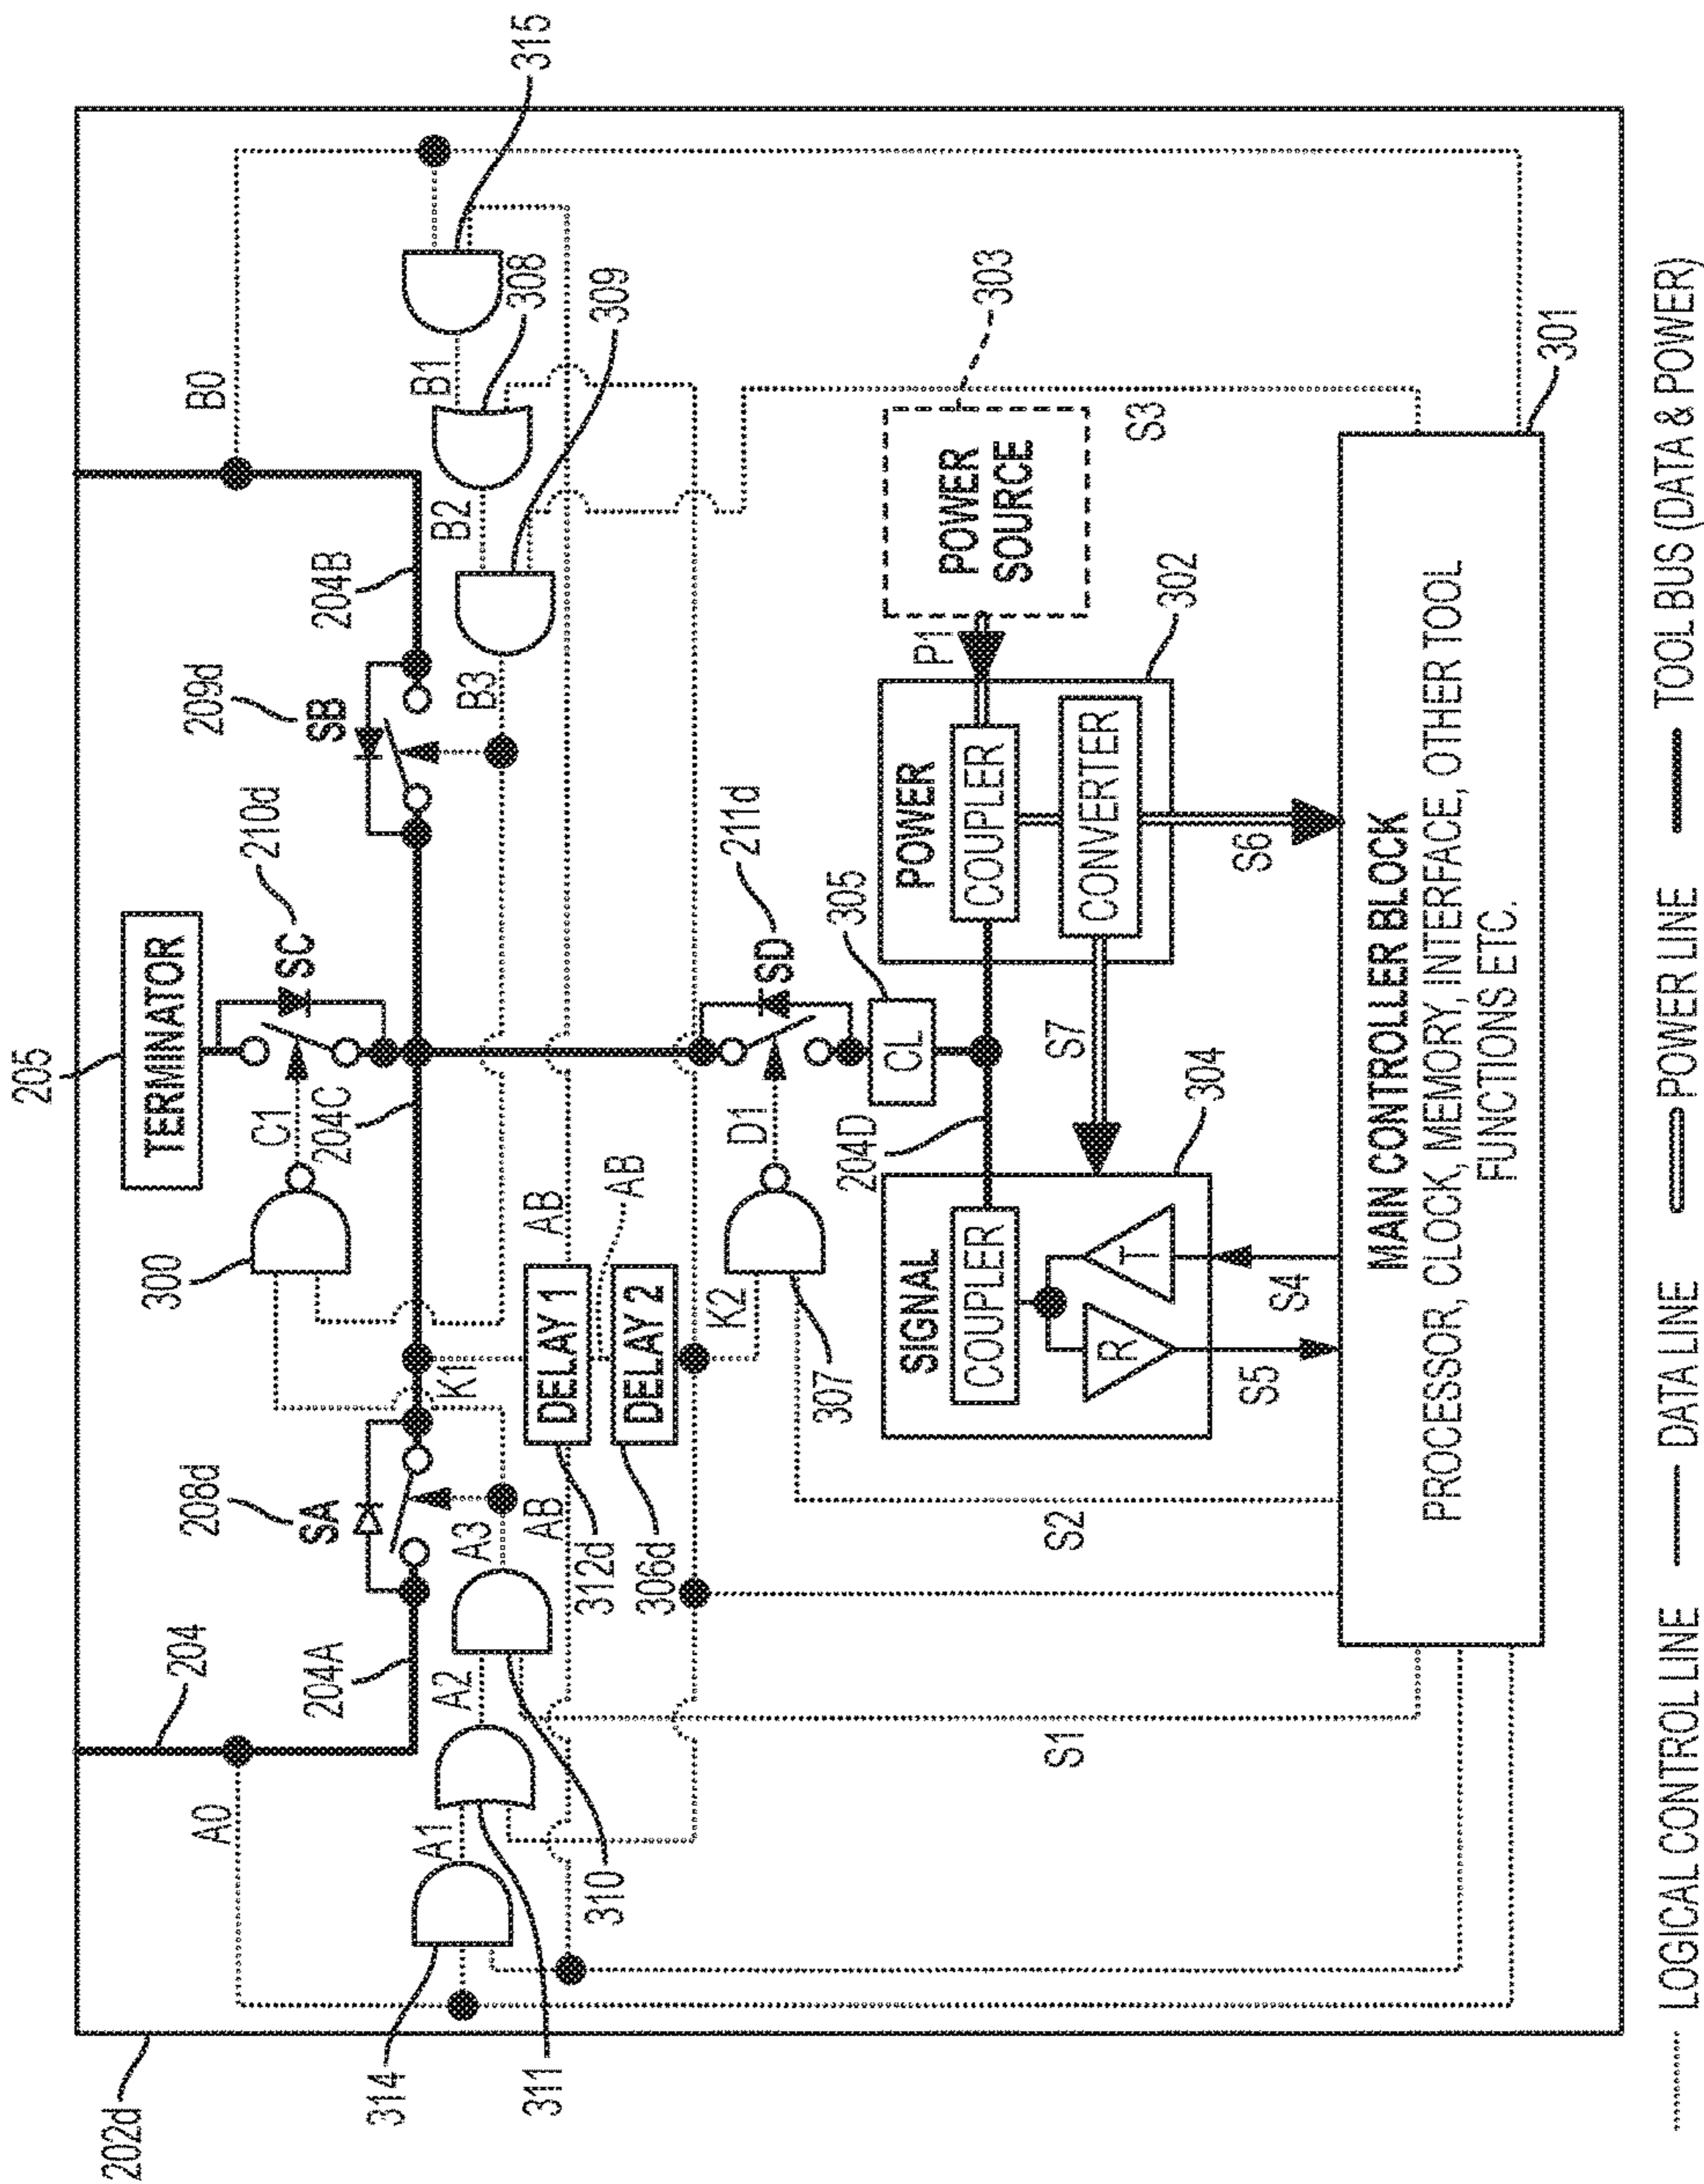 205
TERMINATOR
210d
SC
C1
204C
300
209d
SB
204B
B0
315
308
309
B1
B2
B3
208d
SA
204
204A
A0
A1
A2
A3
AB
K1
AB
AB
DELAY 1
DELAY 2
312d
306d
K2
D1
307
211d
SD
305
CL
204D
202d
314
311
310
POWER
COUPLER
CONVERTER
302
P1
POWER
SOURCE
303
S3
SIGNAL
COUPLER
R
T
304
S7
S6
S5
S4
S2
S1
301
MAIN CONTROLLER BLOCK
PROCESSOR, CLOCK, MEMORY, INTERFACE, OTHER TOOL
FUNCTIONS ETC.
LOGICAL CONTROL LINE
DATA LINE
POWER LINE
TOOL BUS (DATA & POWER)